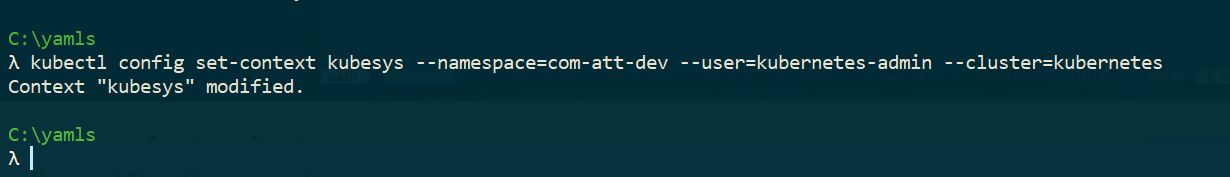 C:\yamls
λ kubectl config set-context kubesys --namespace=com-att-dev --user=kubernetes-admin --cluster=kubernetes
Context "kubesys" modified.
C:\yamls
λ